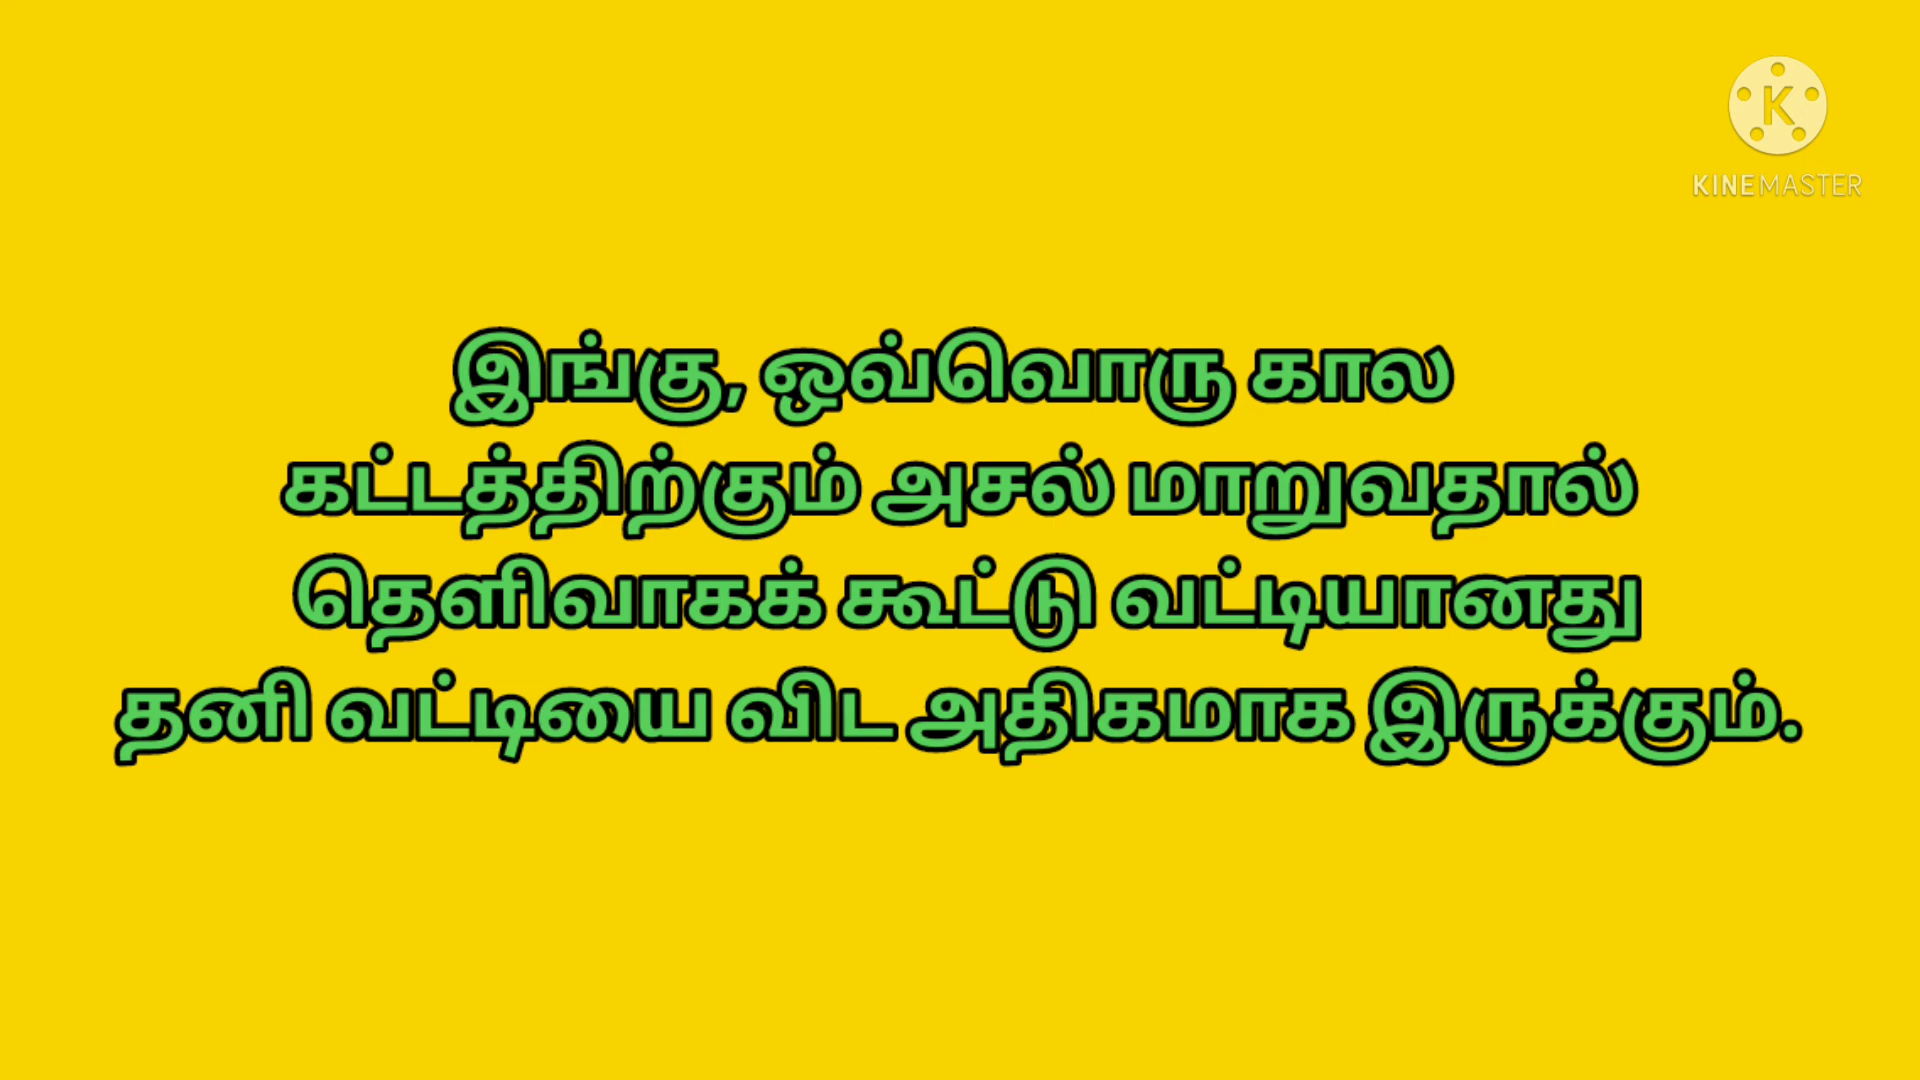 K
KINEMASTER
இங்கு, ஒவ்வொரு கால
கட்டத்திற்கும் அசல் மாறுவதால்
தெளிவாகக் கூட்டு வட்டியானது
தனி வட்டியை விட அதிகமாக இருக்கும்.